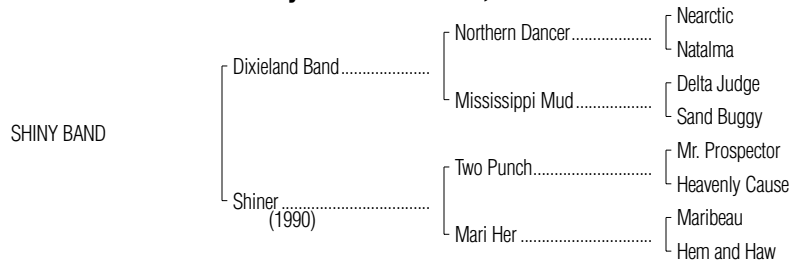 Nearctic
Northern Dancer....................
Natalma
Dixieland Band......................
Delta Judge
Mississippi Mud...................
Sand Buggy
SHINY BAND
Mr. Prospector
Two Punch..............................
Heavenly Cause
Shiner.....................................
(1990)
Maribeau
Mari Her .................................
Hem and Haw